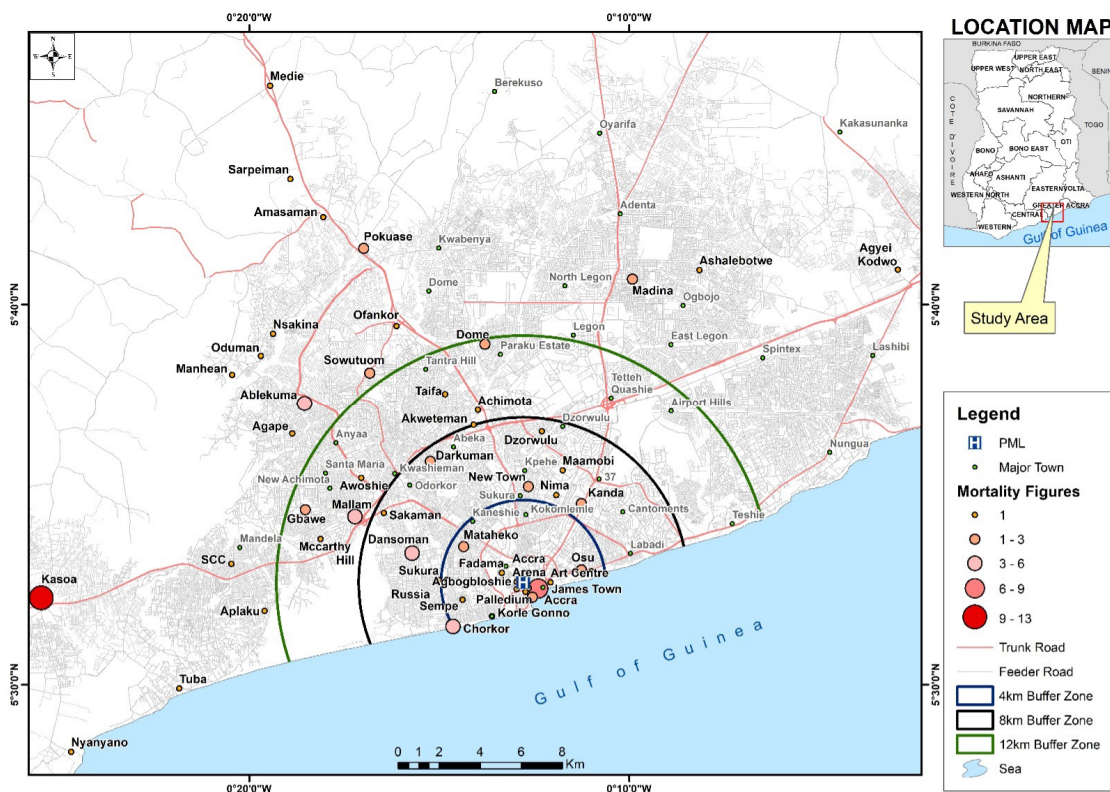 0°20'0"W
0°10'0"W
N
W
E
S
Medie
Berekuso
Oyarifa
Kakasunanka
Sarpeiman
Amasaman
Adenta
Pokuase
Kwabenya
Ashalebotwe
Agyei
Kodwo
Dome
North Legon
Madina
Ogbojo
5°40'0"N
5°40'0"N
Nsakina
Ofankor
Oduman
Dome
Legon
Paraku Estate
East Legon
Spintex
Lashibi
Manhean
Sowutuom
Tantra Hill
Ablekuma
Taifa
Achimota
Tetteh
Quashie
Airport Hills
Agape
Akweteman
Anyaa
Abeka
Dzorwulu
Dzorwulu
Nungua
Santa Maria
Kwashieman
Darkuman
Kpehe
Maamobi
New Achimota
Awoshie
Odorkor
New Town
37
Nima
Sukura
Kanda
Gbawe
Mallam
Sakaman
Kaneshie
Kokomlemle
Cantoments
Teshie
Mandela
Mccarthy
Hill
Dansoman
Mataheko
Labadi
SCC
Sukura
Fadama
Accra
Arena
Osu
Art Centre
Kasoa
Agbogbloshie
H
James Town
Russia
Sempe
Palledium
Accra
Aplaku
Korle Gonno
Chorkor
Tuba
Gulf of Guinea
5°30'0"N
5°30'0"N
Nyanyano
0 1 2 4 6 8
Km
0°20'0"W
0°10'0"W
LOCATION MAP
BURKINA FASO
UPPER EAST
UPPER WEST
NORTH EAST
BENIN
NORTHERN
SAVANNAH
COTE D'IVOIRE
TOGO
BONO
BONO EAST
OTI
AHAFO
ASHANTI
WESTERN NORTH
EASTERN
VOLTA
GREATER ACCRA
CENTRAL
WESTERN
Gulf of Guinea
Study Area
Legend
H PML
Major Town
Mortality Figures
1
1 - 3
3 - 6
6 - 9
9 - 13
Trunk Road
Feeder Road
4km Buffer Zone
8km Buffer Zone
12km Buffer Zone
Sea